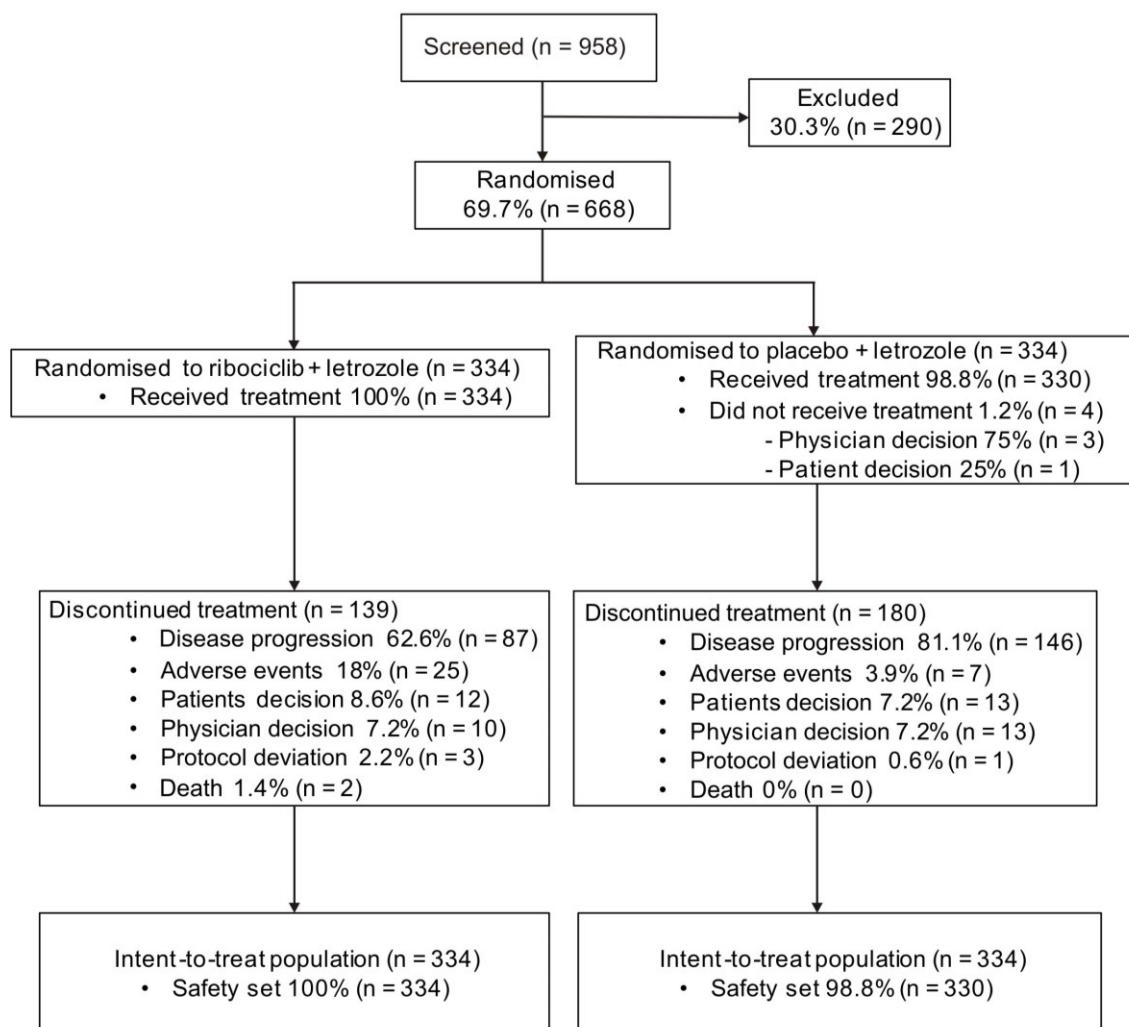 Screened (n = 958)
Excluded
30.3% (n = 290)
Randomised
69.7% (n = 668)
Randomised to ribociclib + letrozole (n = 334)
• Received treatment 100% (n = 334)
Randomised to placebo + letrozole (n = 334)
• Received treatment 98.8% (n = 330)
• Did not receive treatment 1.2% (n = 4)
- Physician decision 75% (n = 3)
- Patient decision 25% (n = 1)
Discontinued treatment (n = 139)
• Disease progression 62.6% (n = 87)
• Adverse events 18% (n = 25)
• Patients decision 8.6% (n = 12)
• Physician decision 7.2% (n = 10)
• Protocol deviation 2.2% (n = 3)
• Death 1.4% (n = 2)
Discontinued treatment (n = 180)
• Disease progression 81.1% (n = 146)
• Adverse events 3.9% (n = 7)
• Patients decision 7.2% (n = 13)
• Physician decision 7.2% (n = 13)
• Protocol deviation 0.6% (n = 1)
• Death 0% (n = 0)
Intent-to-treat population (n = 334)
• Safety set 100% (n = 334)
Intent-to-treat population (n = 334)
• Safety set 98.8% (n = 330)